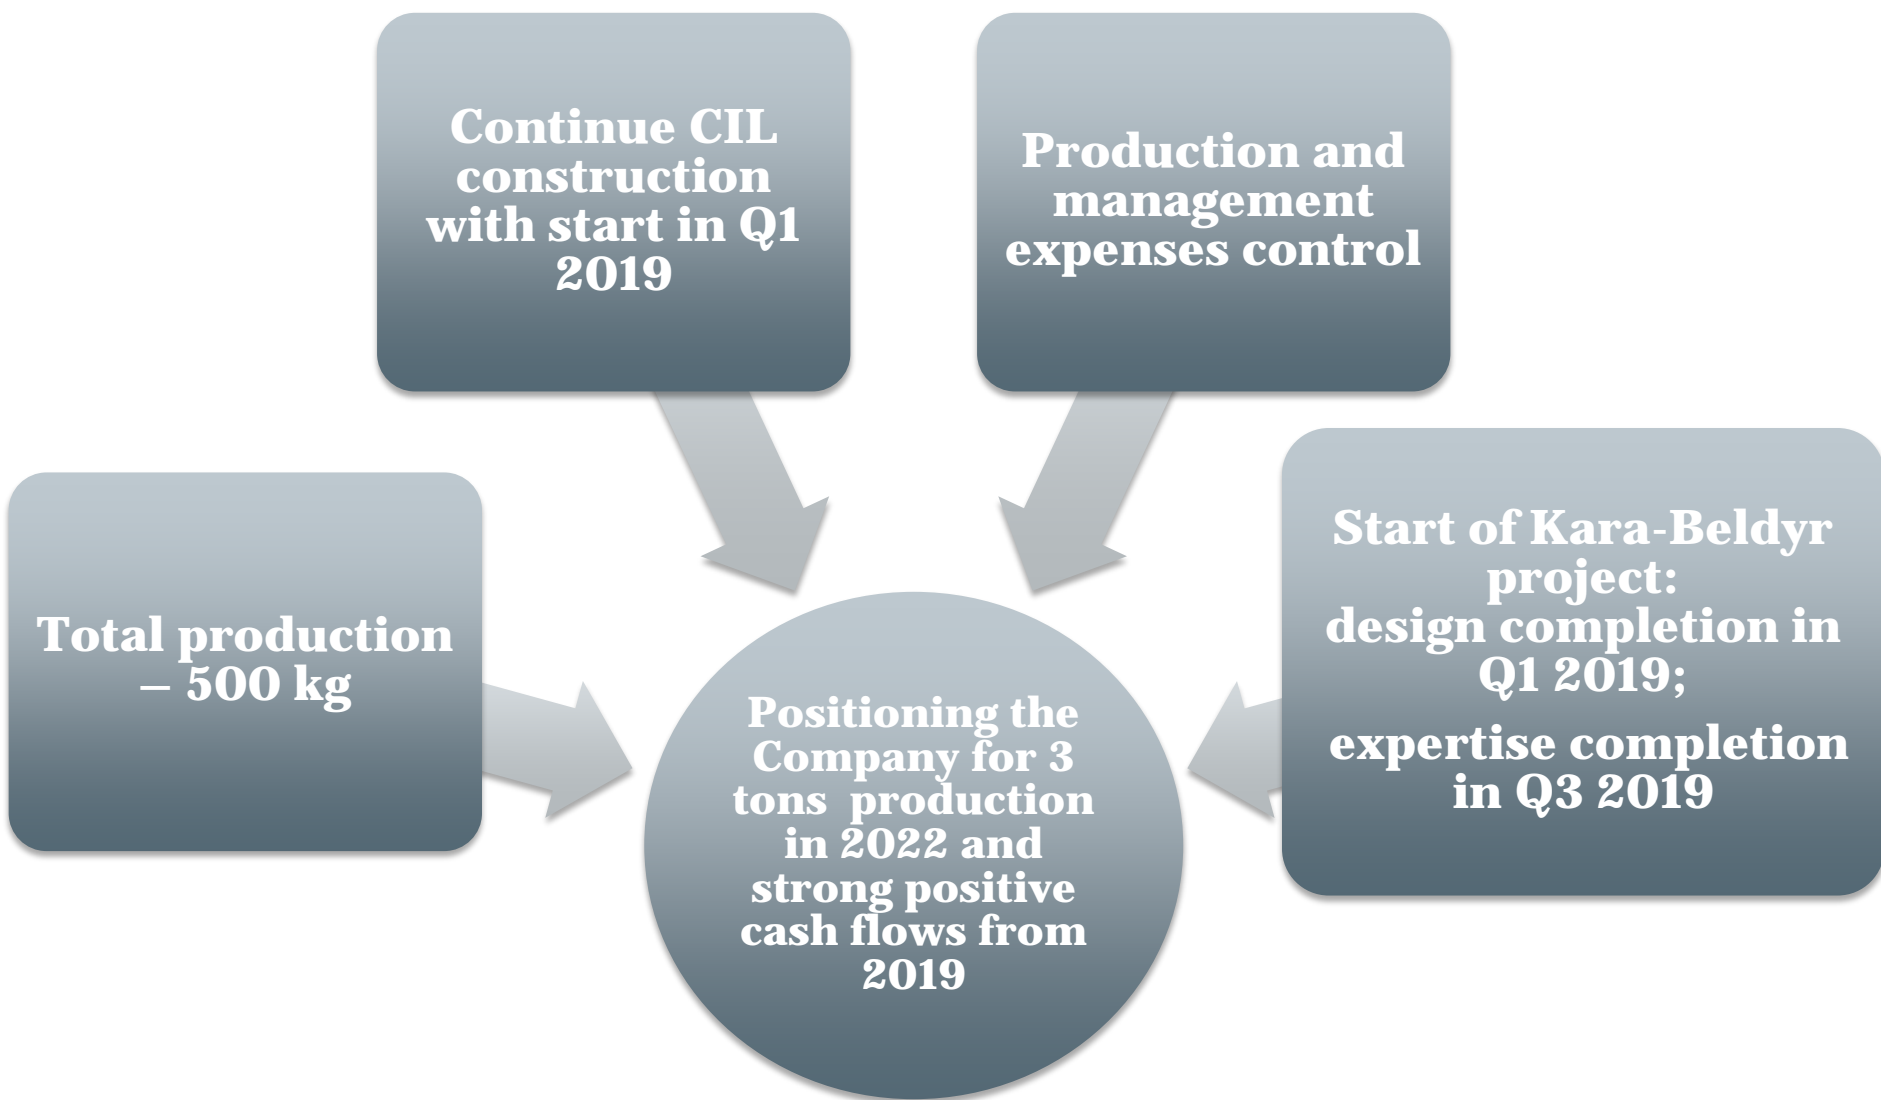 Continue CIL
construction
with start in Q1
2019
Production and
management
expenses control
Total production
– 500 kg
Start of Kara-Beldyr
project:
design completion in
Q1 2019;
expertise completion
in Q3 2019
Positioning the
Company for 3
tons  production
in 2022 and
strong positive
cash flows from
2019